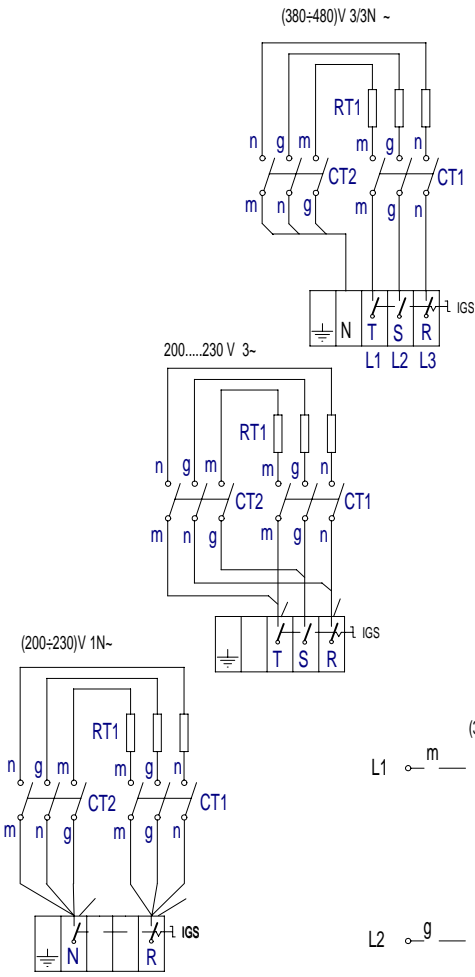 (380÷480)V 3/3N ~
RT1
n g m m g n
CT2 CT1
m n g m g n
N T S R IGS
L1 L2 L3
200.....230 V 3~
RT1
n g m m g n
CT2 CT1
m n g m g n
T S R IGS
(200÷230)V 1N~
RT1
n g m m g n
CT2 CT1
m n g m g n
N R IGS
(3
L1 m
L2 g